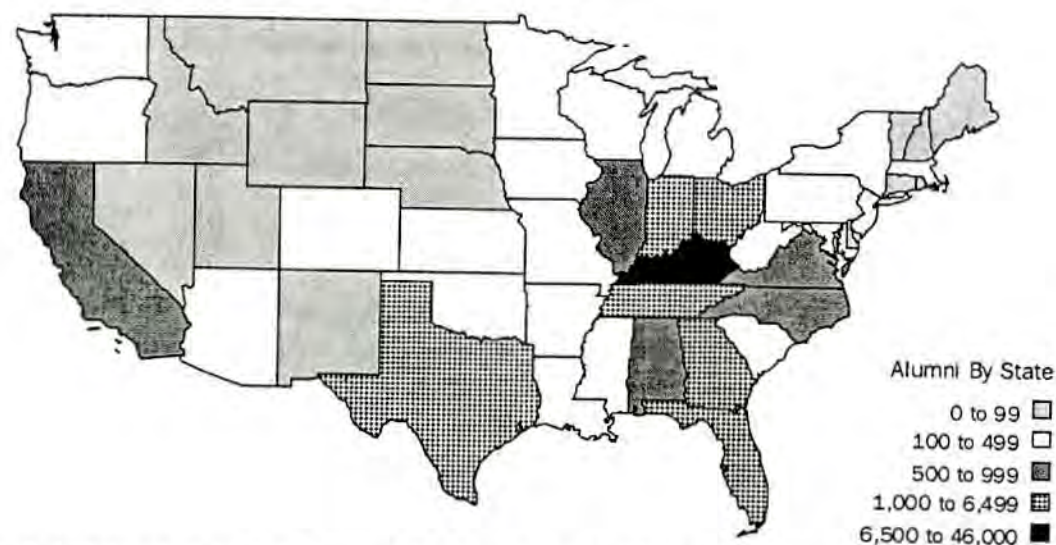 Alumni By State
0 to 99
100 to 499
500 to 999
1,000 to 6,499
6,500 to 46,000